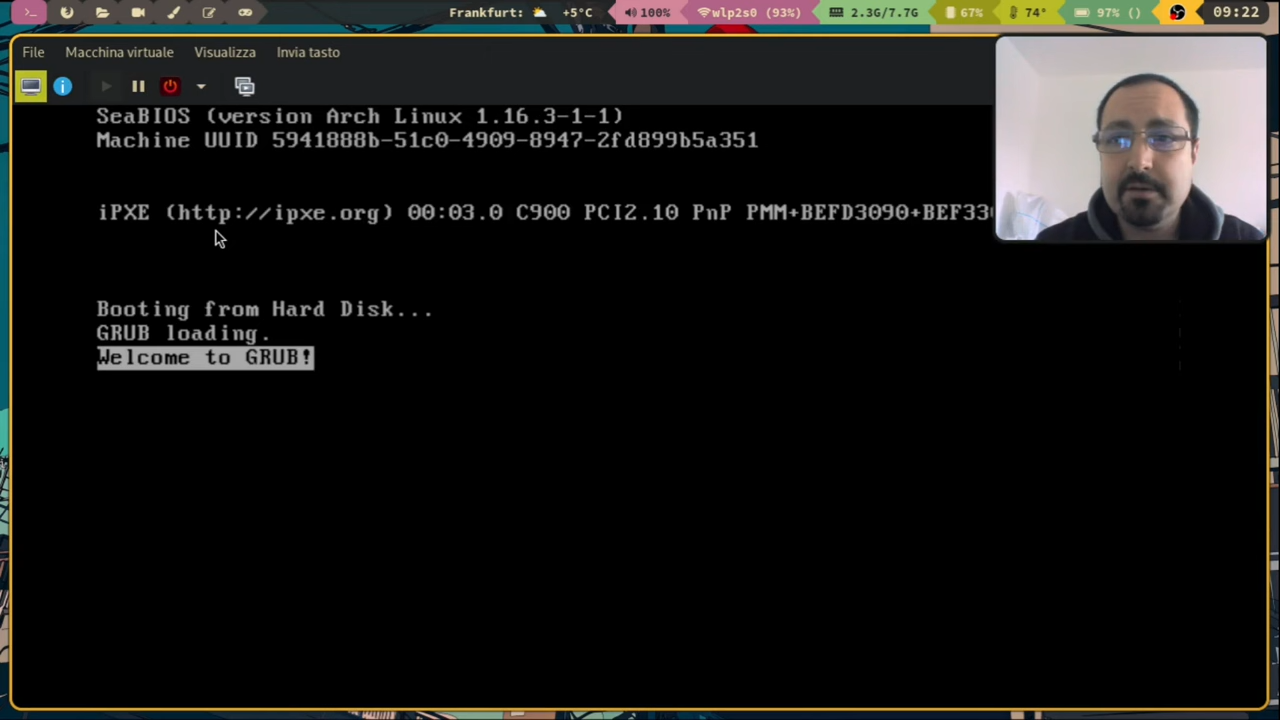 Frankfurt: +5°C 100% wlp2s0 (93%) 2.3G/7.7G 67% 74° 97% () 09:22
File Macchina virtuale Visualizza Invia tasto
SeaBIOS (version Arch Linux 1.16.3-1-1)
Machine UUID 5941888b-51c0-4909-8947-2fd899b5a351
iPXE (http://ipxe.org) 00:03.0 C900 PCI2.10 PnP PMM+BEFD3090+BEF33
Booting from Hard Disk...
GRUB loading.
Welcome to GRUB!